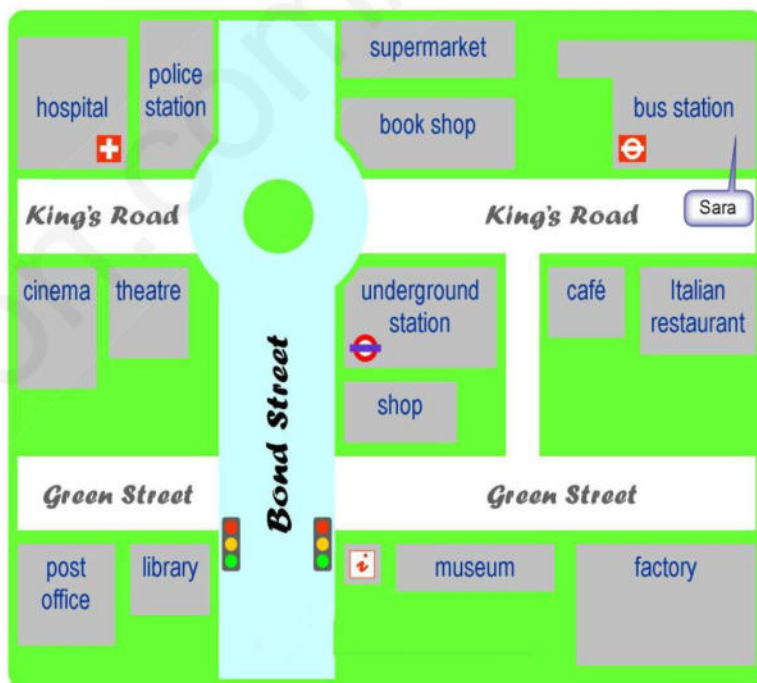 supermarket
police
station
hospital
book shop
bus station
King's Road
King's Road
Sara
cinema
theatre
underground
station
café
Italian
restaurant
shop
Bond Street
Green Street
Green Street
post
office
library
i
museum
factory